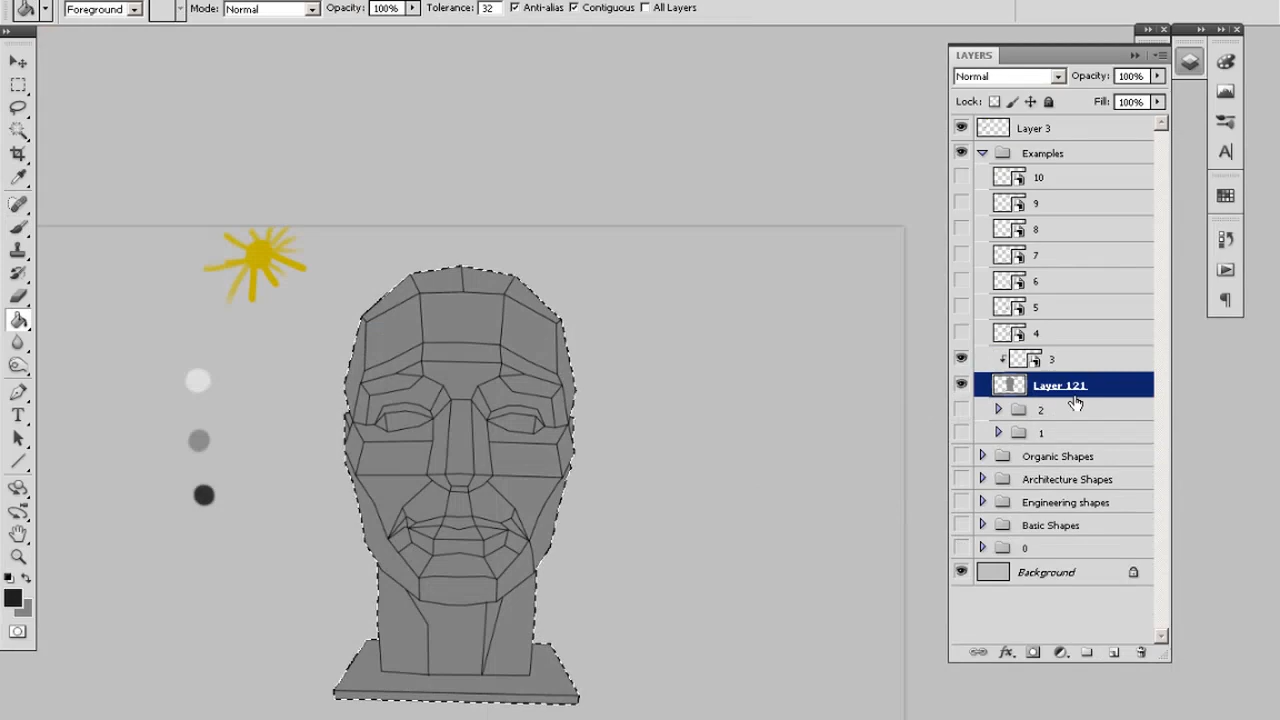 Foreground Mode: Normal Opacity: 100% Tolerance: 32 Anti-alias Contiguous All Layers
LAYERS
Normal Opacity: 100%
Lock: Fill: 100%
Layer 3
Examples
10
9
8
7
6
5
4
3
Layer 121
2
1
Organic Shapes
Architecture Shapes
Engineering shapes
Basic Shapes
0
Background